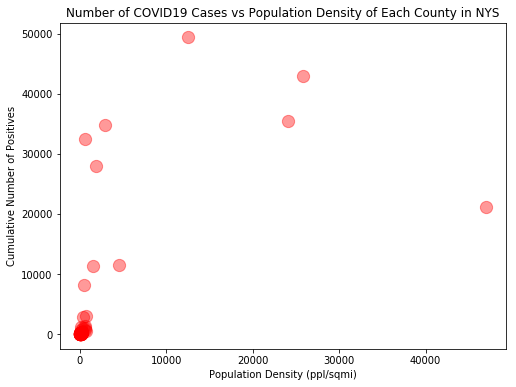 Number of COVID19 Cases vs Population Density of Each County in NYS
50000
40000
30000
20000
10000
0
Cumulative Number of Positives
0 10000 20000 30000 40000
Population Density (ppl/sqmi)